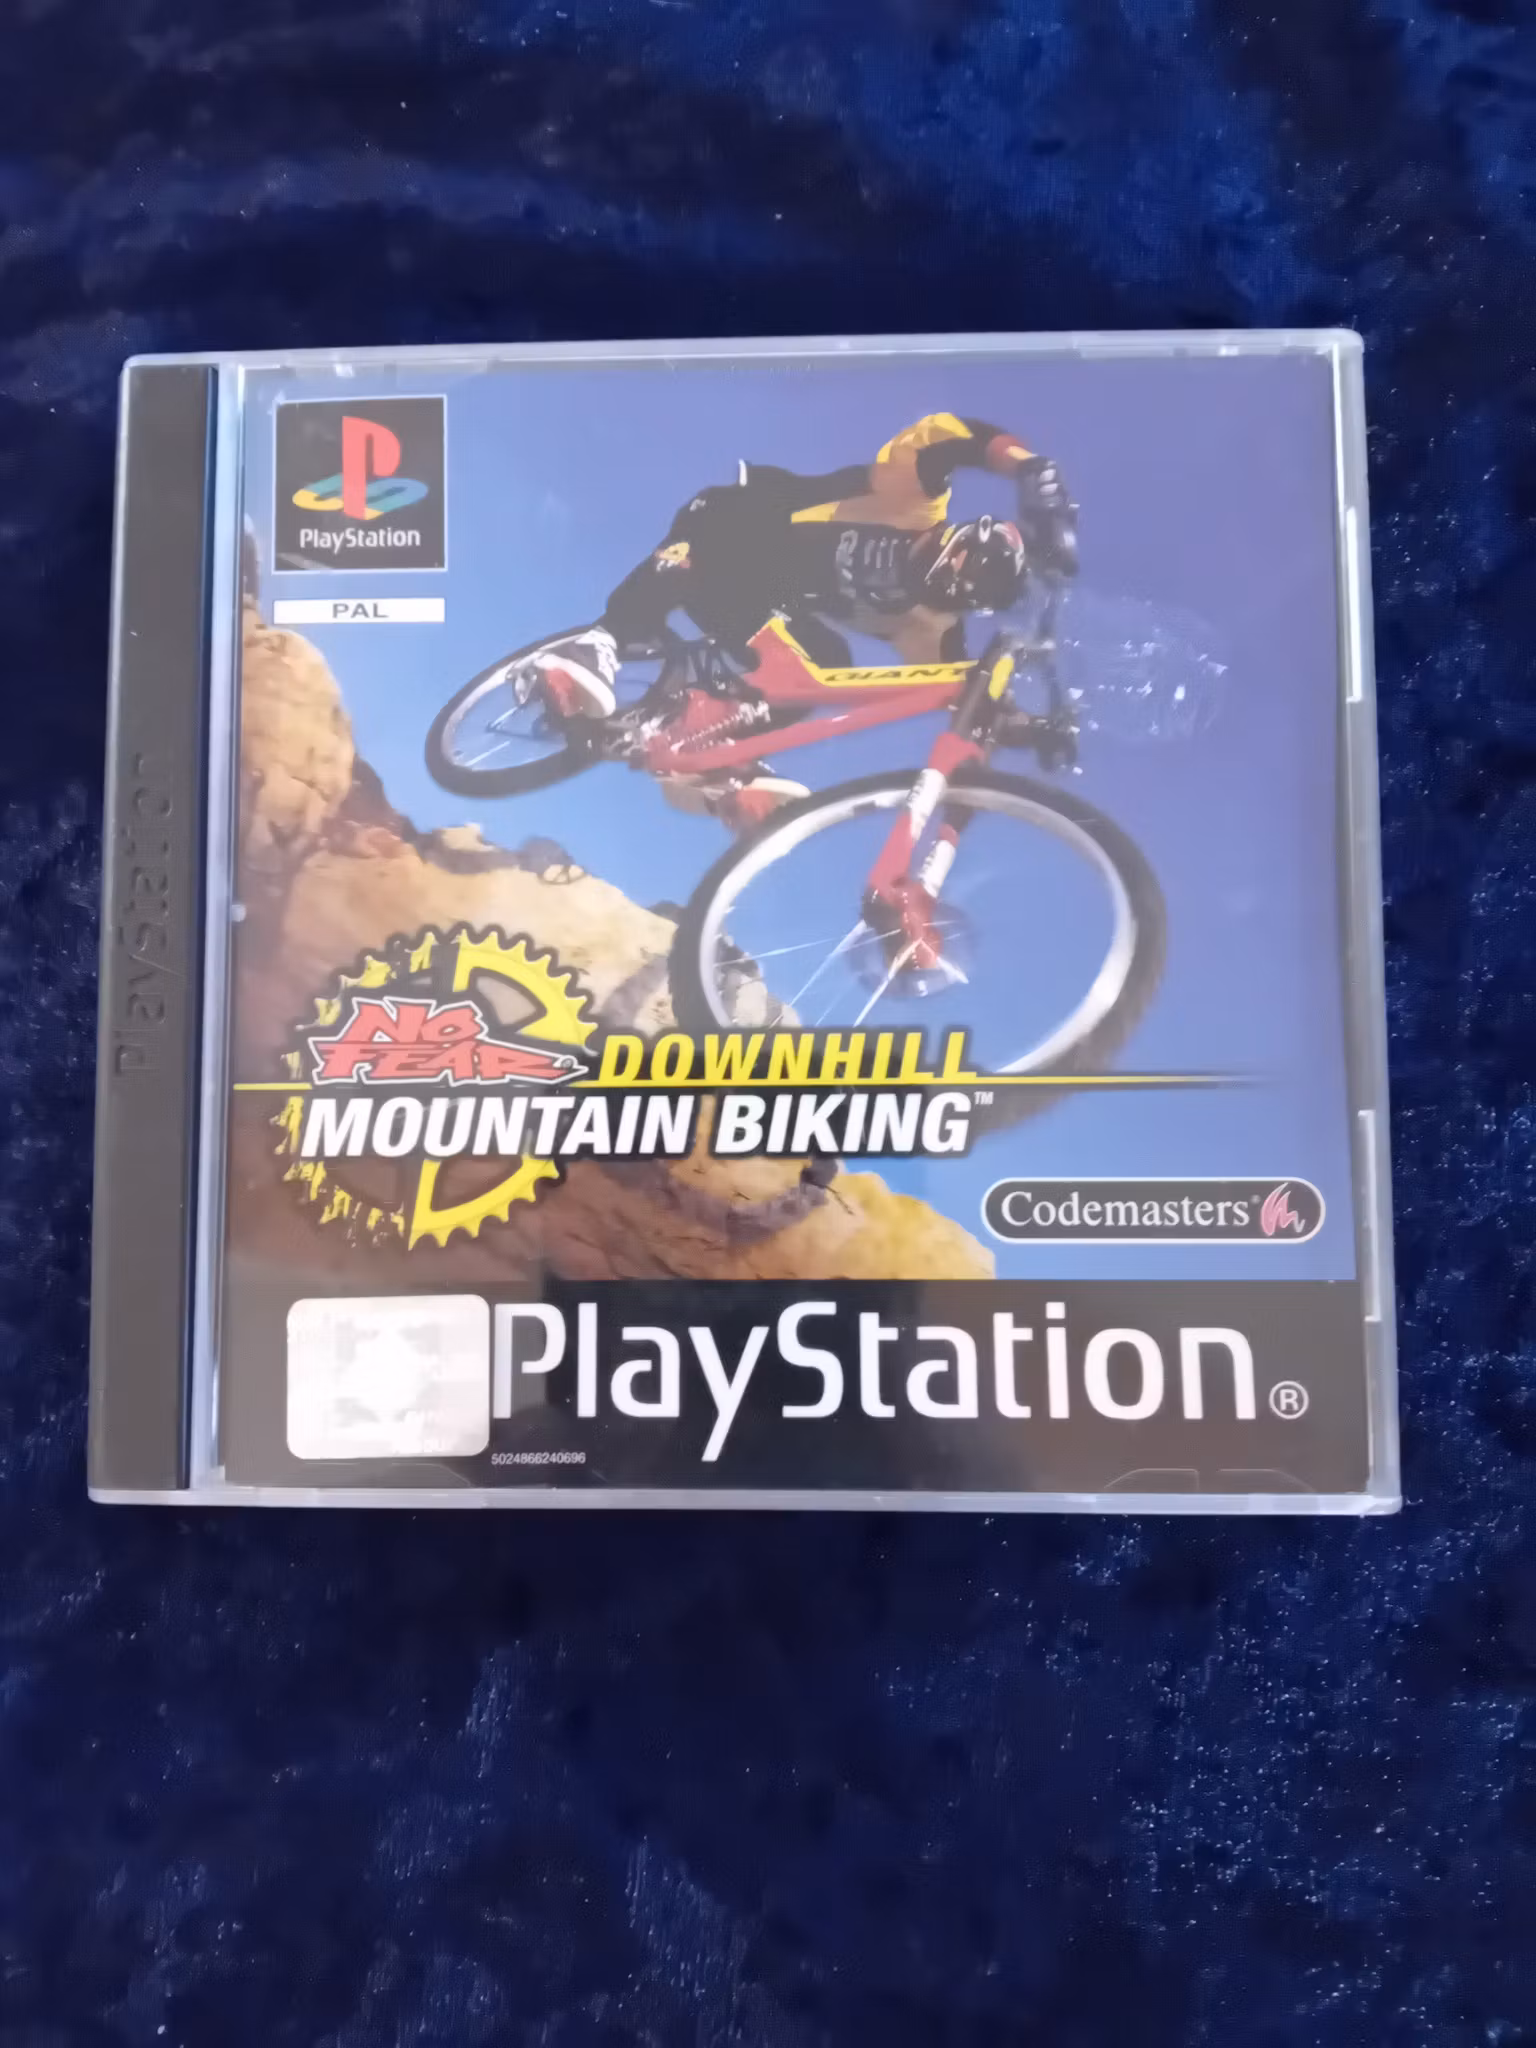 PlayStation
PAL
PlayStation
GIANT
NO
FEAR®
DOWNHILL
MOUNTAIN BIKING™
Codemasters®
PlayStation®
5024866240696